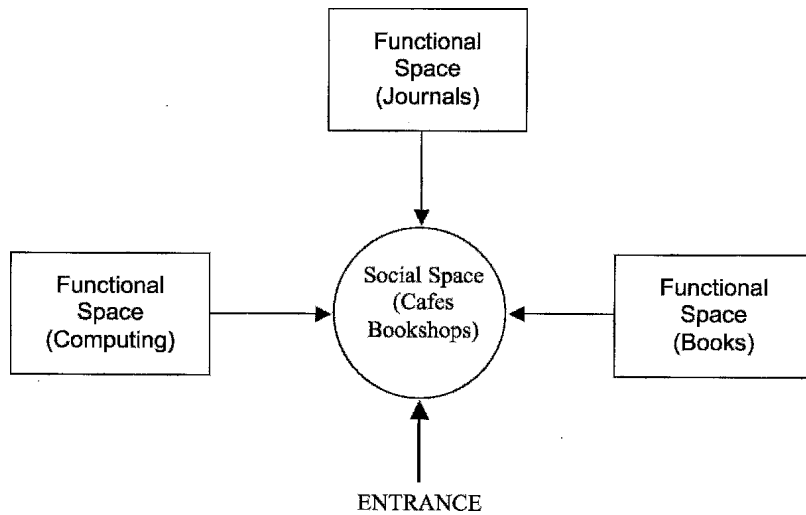 Functional
Space
(Journals)
Functional
Space
(Computing)
Social Space
(Cafes
Bookshops)
Functional
Space
(Books)
ENTRANCE